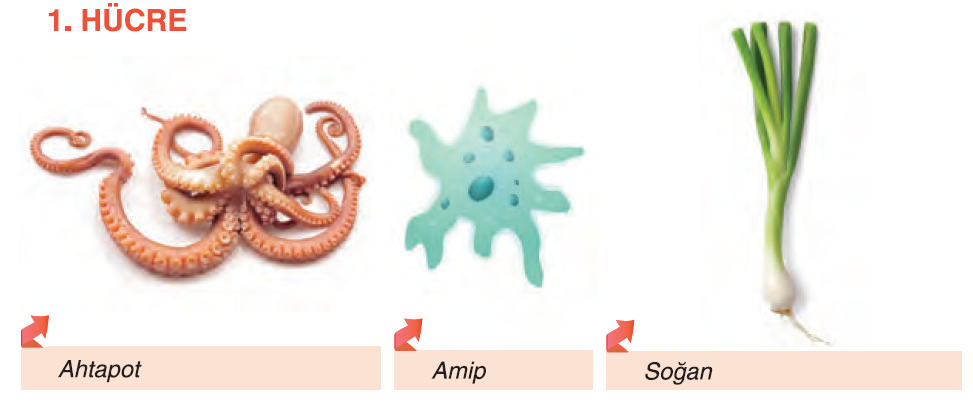 1. HÜCRE
Ahtapot
Amip
Soğan